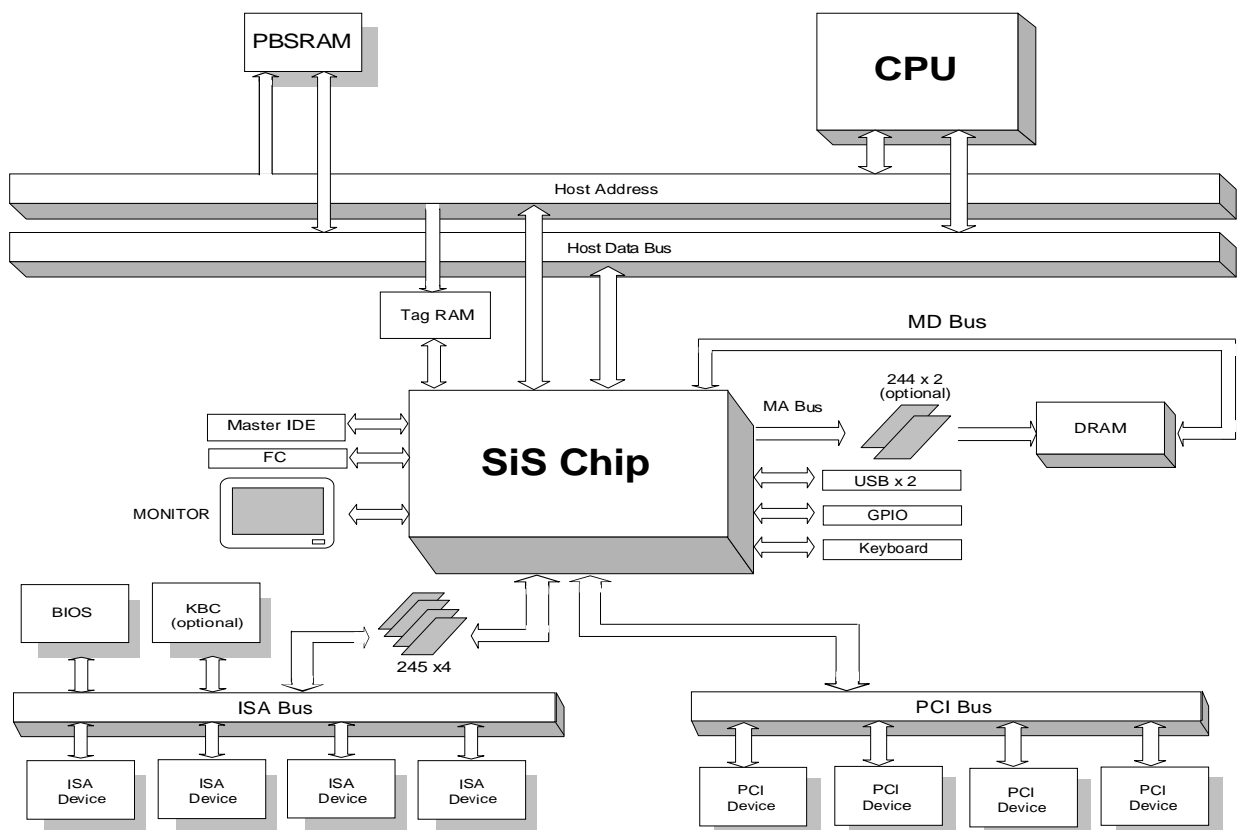 PBSRAM
CPU
Host Address
Host Data Bus
Tag RAM
MD Bus
244 x 2
(optional)
MA Bus
DRAM
Master IDE
FC
SiS Chip
USB x 2
MONITOR
GPIO
Keyboard
BIOS
KBC
(optional)
245 x4
ISA Bus
PCI Bus
ISA
Device
ISA
Device
ISA
Device
ISA
Device
PCI
Device
PCI
Device
PCI
Device
PCI
Device